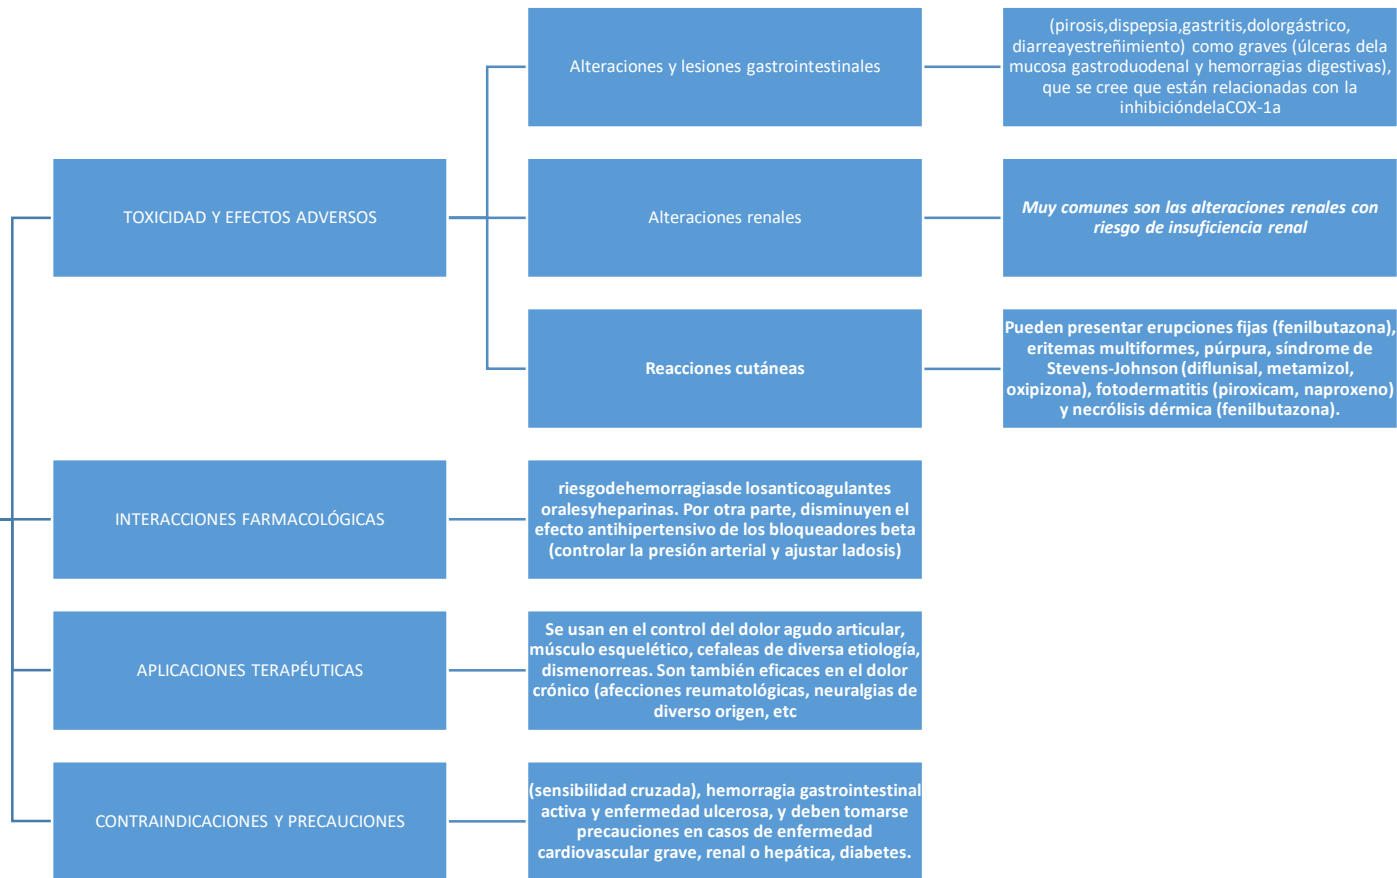 TOXICIDAD Y EFECTOS ADVERSOS
Alteraciones y lesiones gastrointestinales
(pirosis,dispepsia,gastritis,dolorgástrico,
diarreayestreñimiento) como graves (úlceras dela
mucosa gastroduodenal y hemorragias digestivas),
que se cree que están relacionadas con la
inhibicióndelaCOX-1a
Alteraciones renales
Muy comunes son las alteraciones renales con
riesgo de insuficiencia renal
Reacciones cutáneas
Pueden presentar erupciones fijas (fenilbutazona),
eritemas multiformes, púrpura, síndrome de
Stevens-Johnson (diflunisal, metamizol,
oxipizona), fotodermatitis (piroxicam, naproxeno)
y necrólisis dérmica (fenilbutazona).
INTERACCIONES FARMACOLÓGICAS
riesgodehemorragiasde losanticoagulantes
oralesyheparinas. Por otra parte, disminuyen el
efecto antihipertensivo de los bloqueadores beta
(controlar la presión arterial y ajustar ladosis)
APLICACIONES TERAPÉUTICAS
Se usan en el control del dolor agudo articular,
músculo esquelético, cefaleas de diversa etiología,
dismenorreas. Son también eficaces en el dolor
crónico (afecciones reumatológicas, neuralgias de
diverso origen, etc
CONTRAINDICACIONES Y PRECAUCIONES
(sensibilidad cruzada), hemorragia gastrointestinal
activa y enfermedad ulcerosa, y deben tomarse
precauciones en casos de enfermedad
cardiovascular grave, renal o hepática, diabetes.